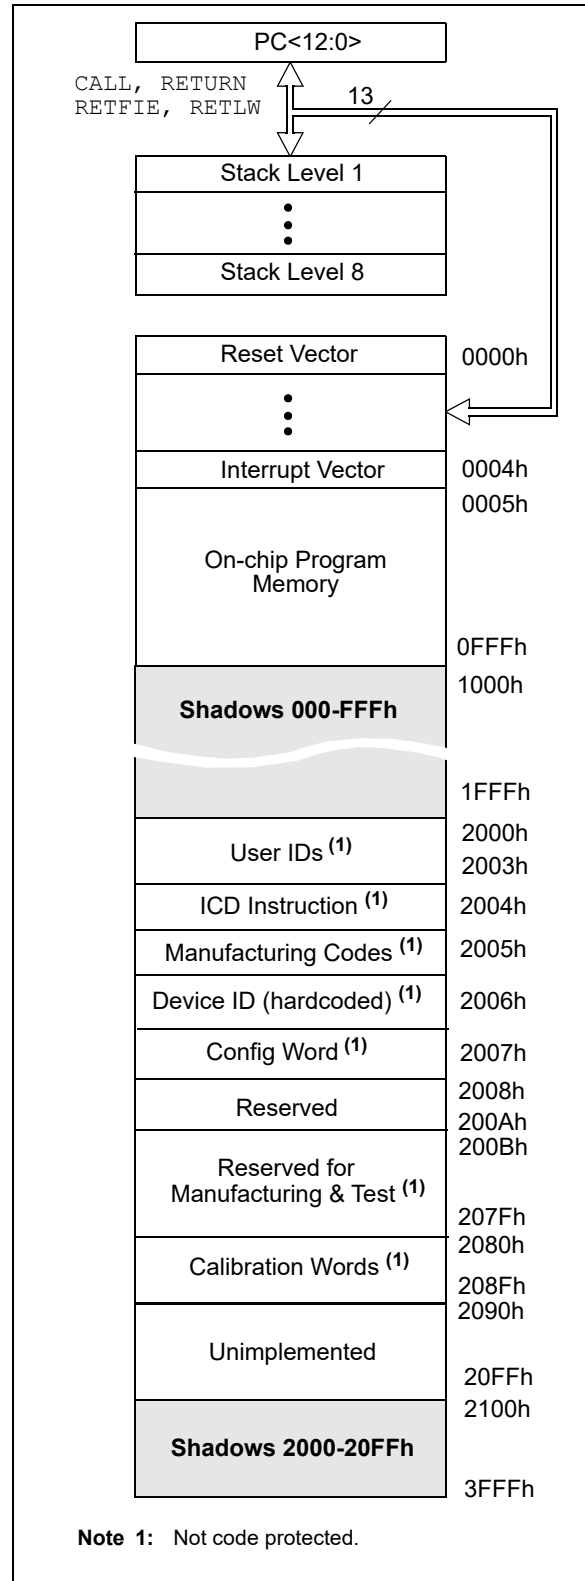 PC<12:0>
CALL, RETURN
RETFIE, RETLW
13
Stack Level 1
Stack Level 8
Reset Vector
0000h
Interrupt Vector
0004h
0005h
On-chip Program
Memory
0FFFh
1000h
Shadows 000-FFFh
1FFFh
2000h
User IDs (1)
2003h
ICD Instruction (1)
2004h
Manufacturing Codes (1)
2005h
Device ID (hardcoded) (1)
2006h
Config Word (1)
2007h
2008h
Reserved
200Ah
200Bh
Reserved for
Manufacturing & Test (1)
207Fh
2080h
Calibration Words (1)
208Fh
2090h
Unimplemented
20FFh
2100h
Shadows 2000-20FFh
3FFFh
Note 1: Not code protected.